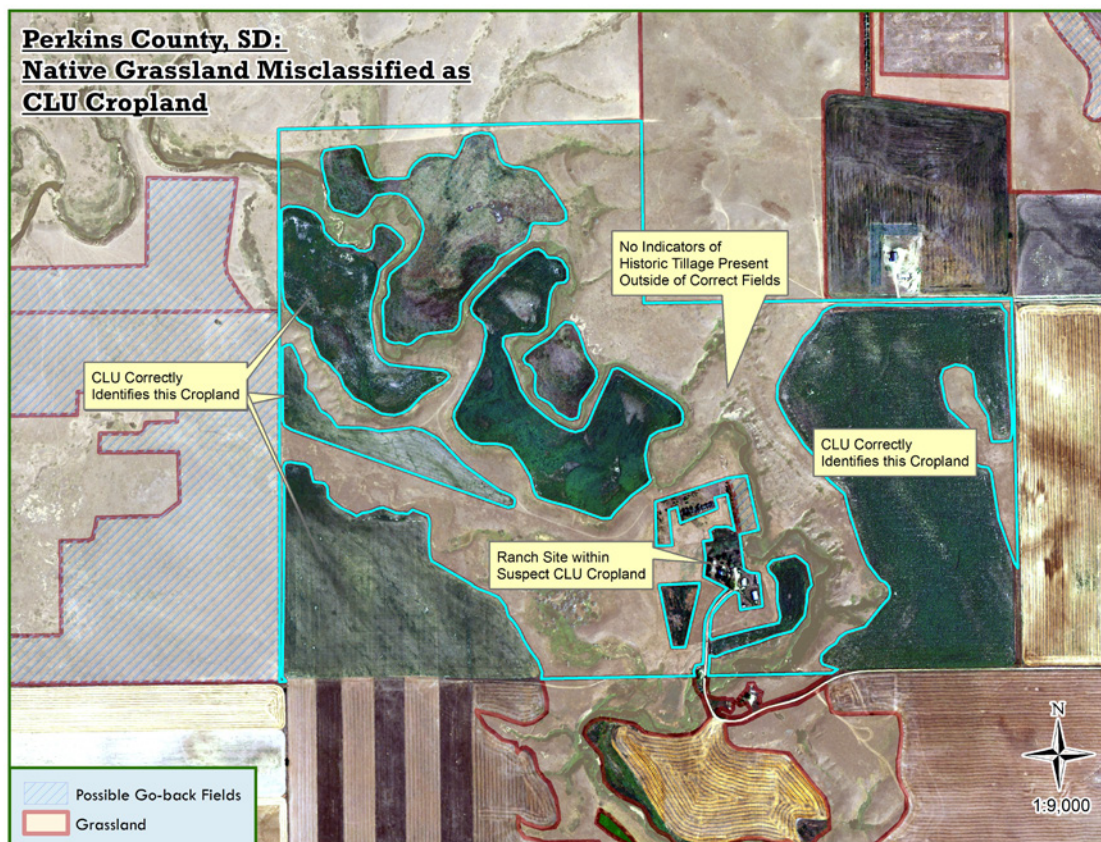 Perkins County, SD:
Native Grassland Misclassified as
CLU Cropland
No Indicators of
Historic Tillage Present
Outside of Correct Fields
CLU Correctly
Identifies this Cropland
CLU Correctly
Identifies this Cropland
Ranch Site within
Suspect CLU Cropland
Possible Go-back Fields
Grassland
N
1:9,000